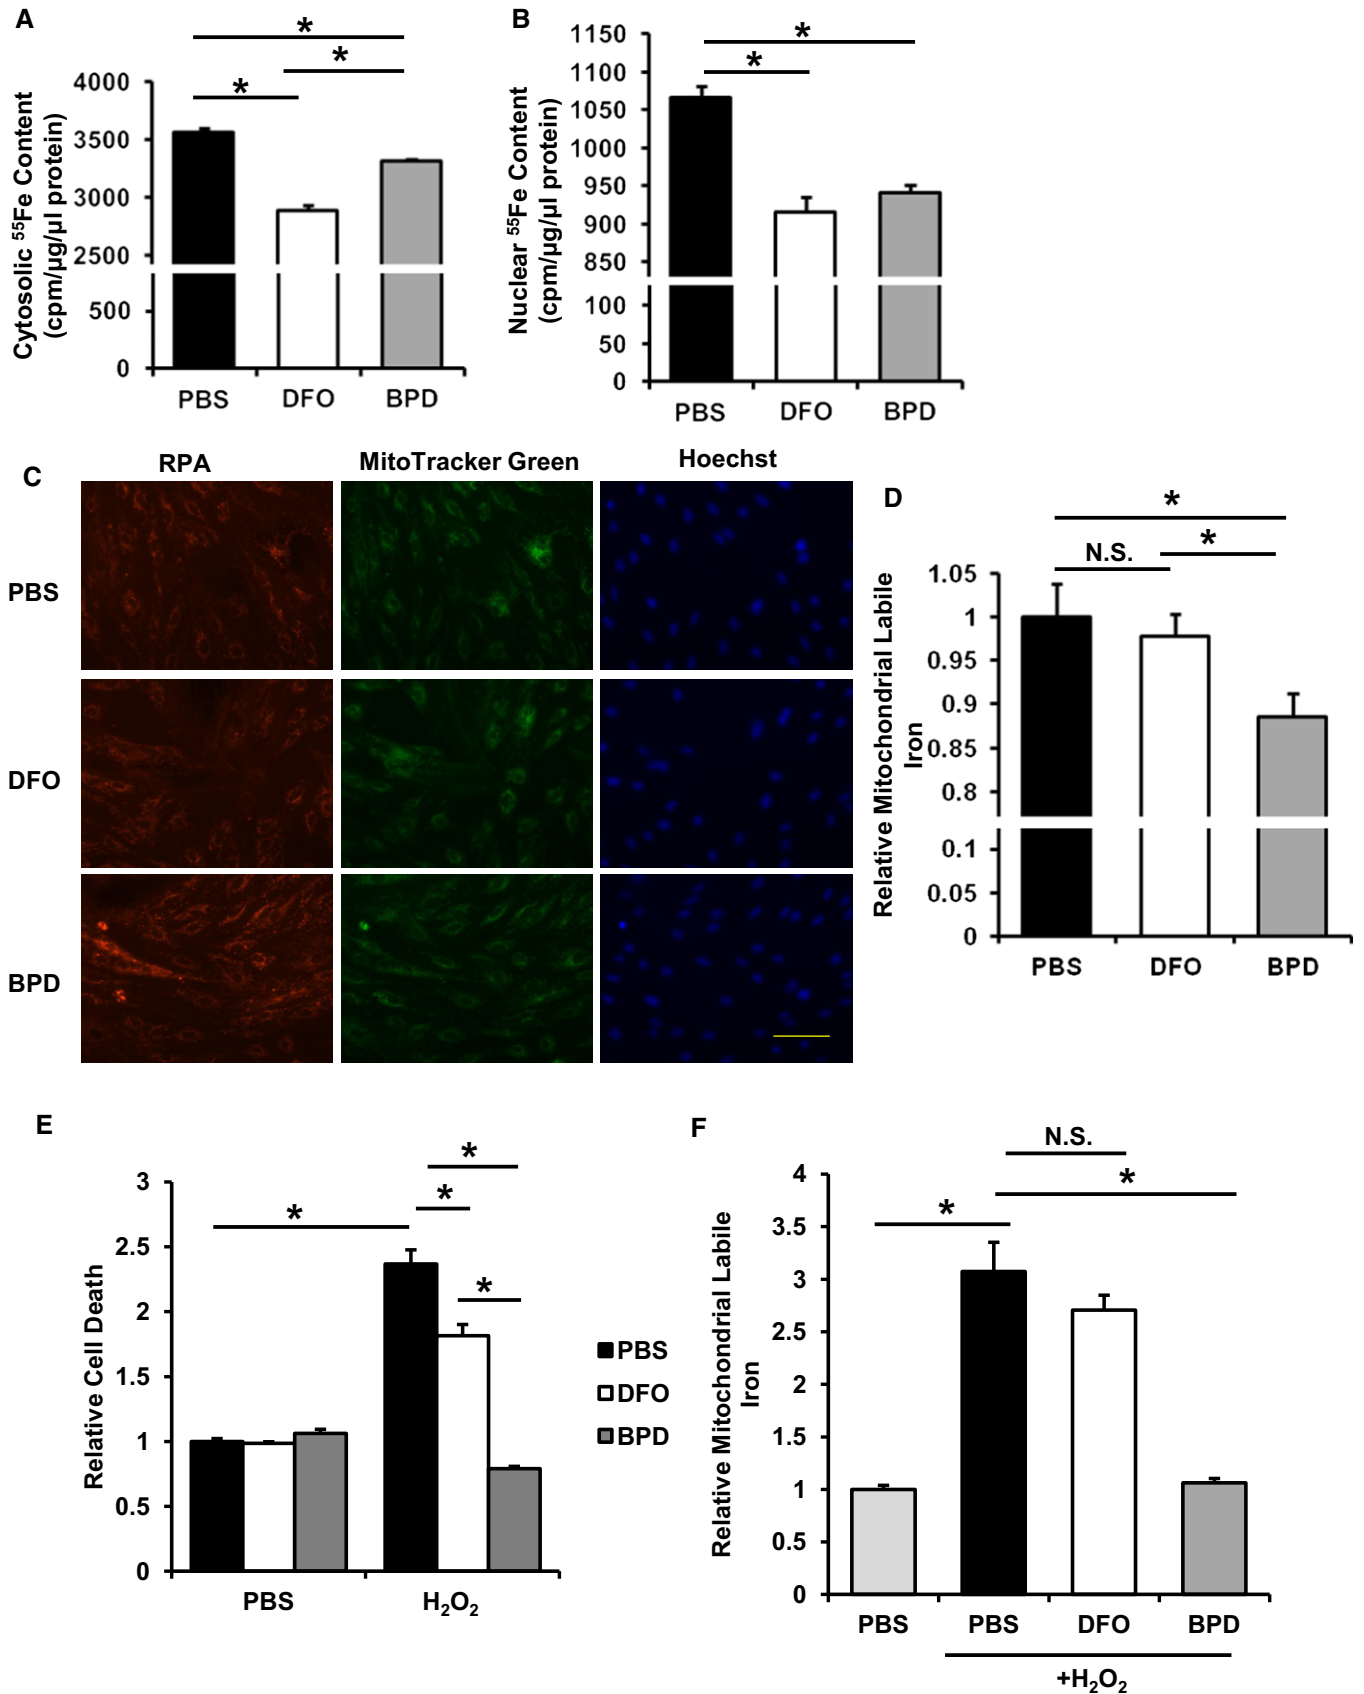 A
*
*
*
4000
3500
3000
2500
500
0
Cytosolic ⁵⁵Fe Content
(cpm/µg/µl protein)
PBS DFO BPD
B
*
*
1150
1100
1050
1000
950
900
850
100
50
0
Nuclear ⁵⁵Fe Content
(cpm/µg/µl protein)
PBS DFO BPD
C
RPA MitoTracker Green Hoechst
PBS
DFO
BPD
D
*
*
N.S.
1.05
1
0.95
0.9
0.85
0.8
0.1
0.05
0
Relative Mitochondrial Labile
Iron
PBS DFO BPD
E
*
*
*
*
3
2.5
2
1.5
1
0.5
0
Relative Cell Death
PBS H₂O₂
PBS
DFO
BPD
F
N.S.
*
*
4
3.5
3
2.5
2
1.5
1
0.5
0
Relative Mitochondrial Labile
Iron
PBS PBS DFO BPD
+H₂O₂